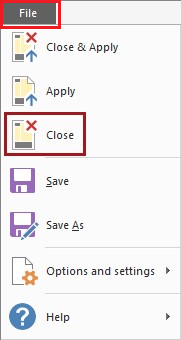 File
Close & Apply
Apply
Close
Save
Save As
Options and settings
Help